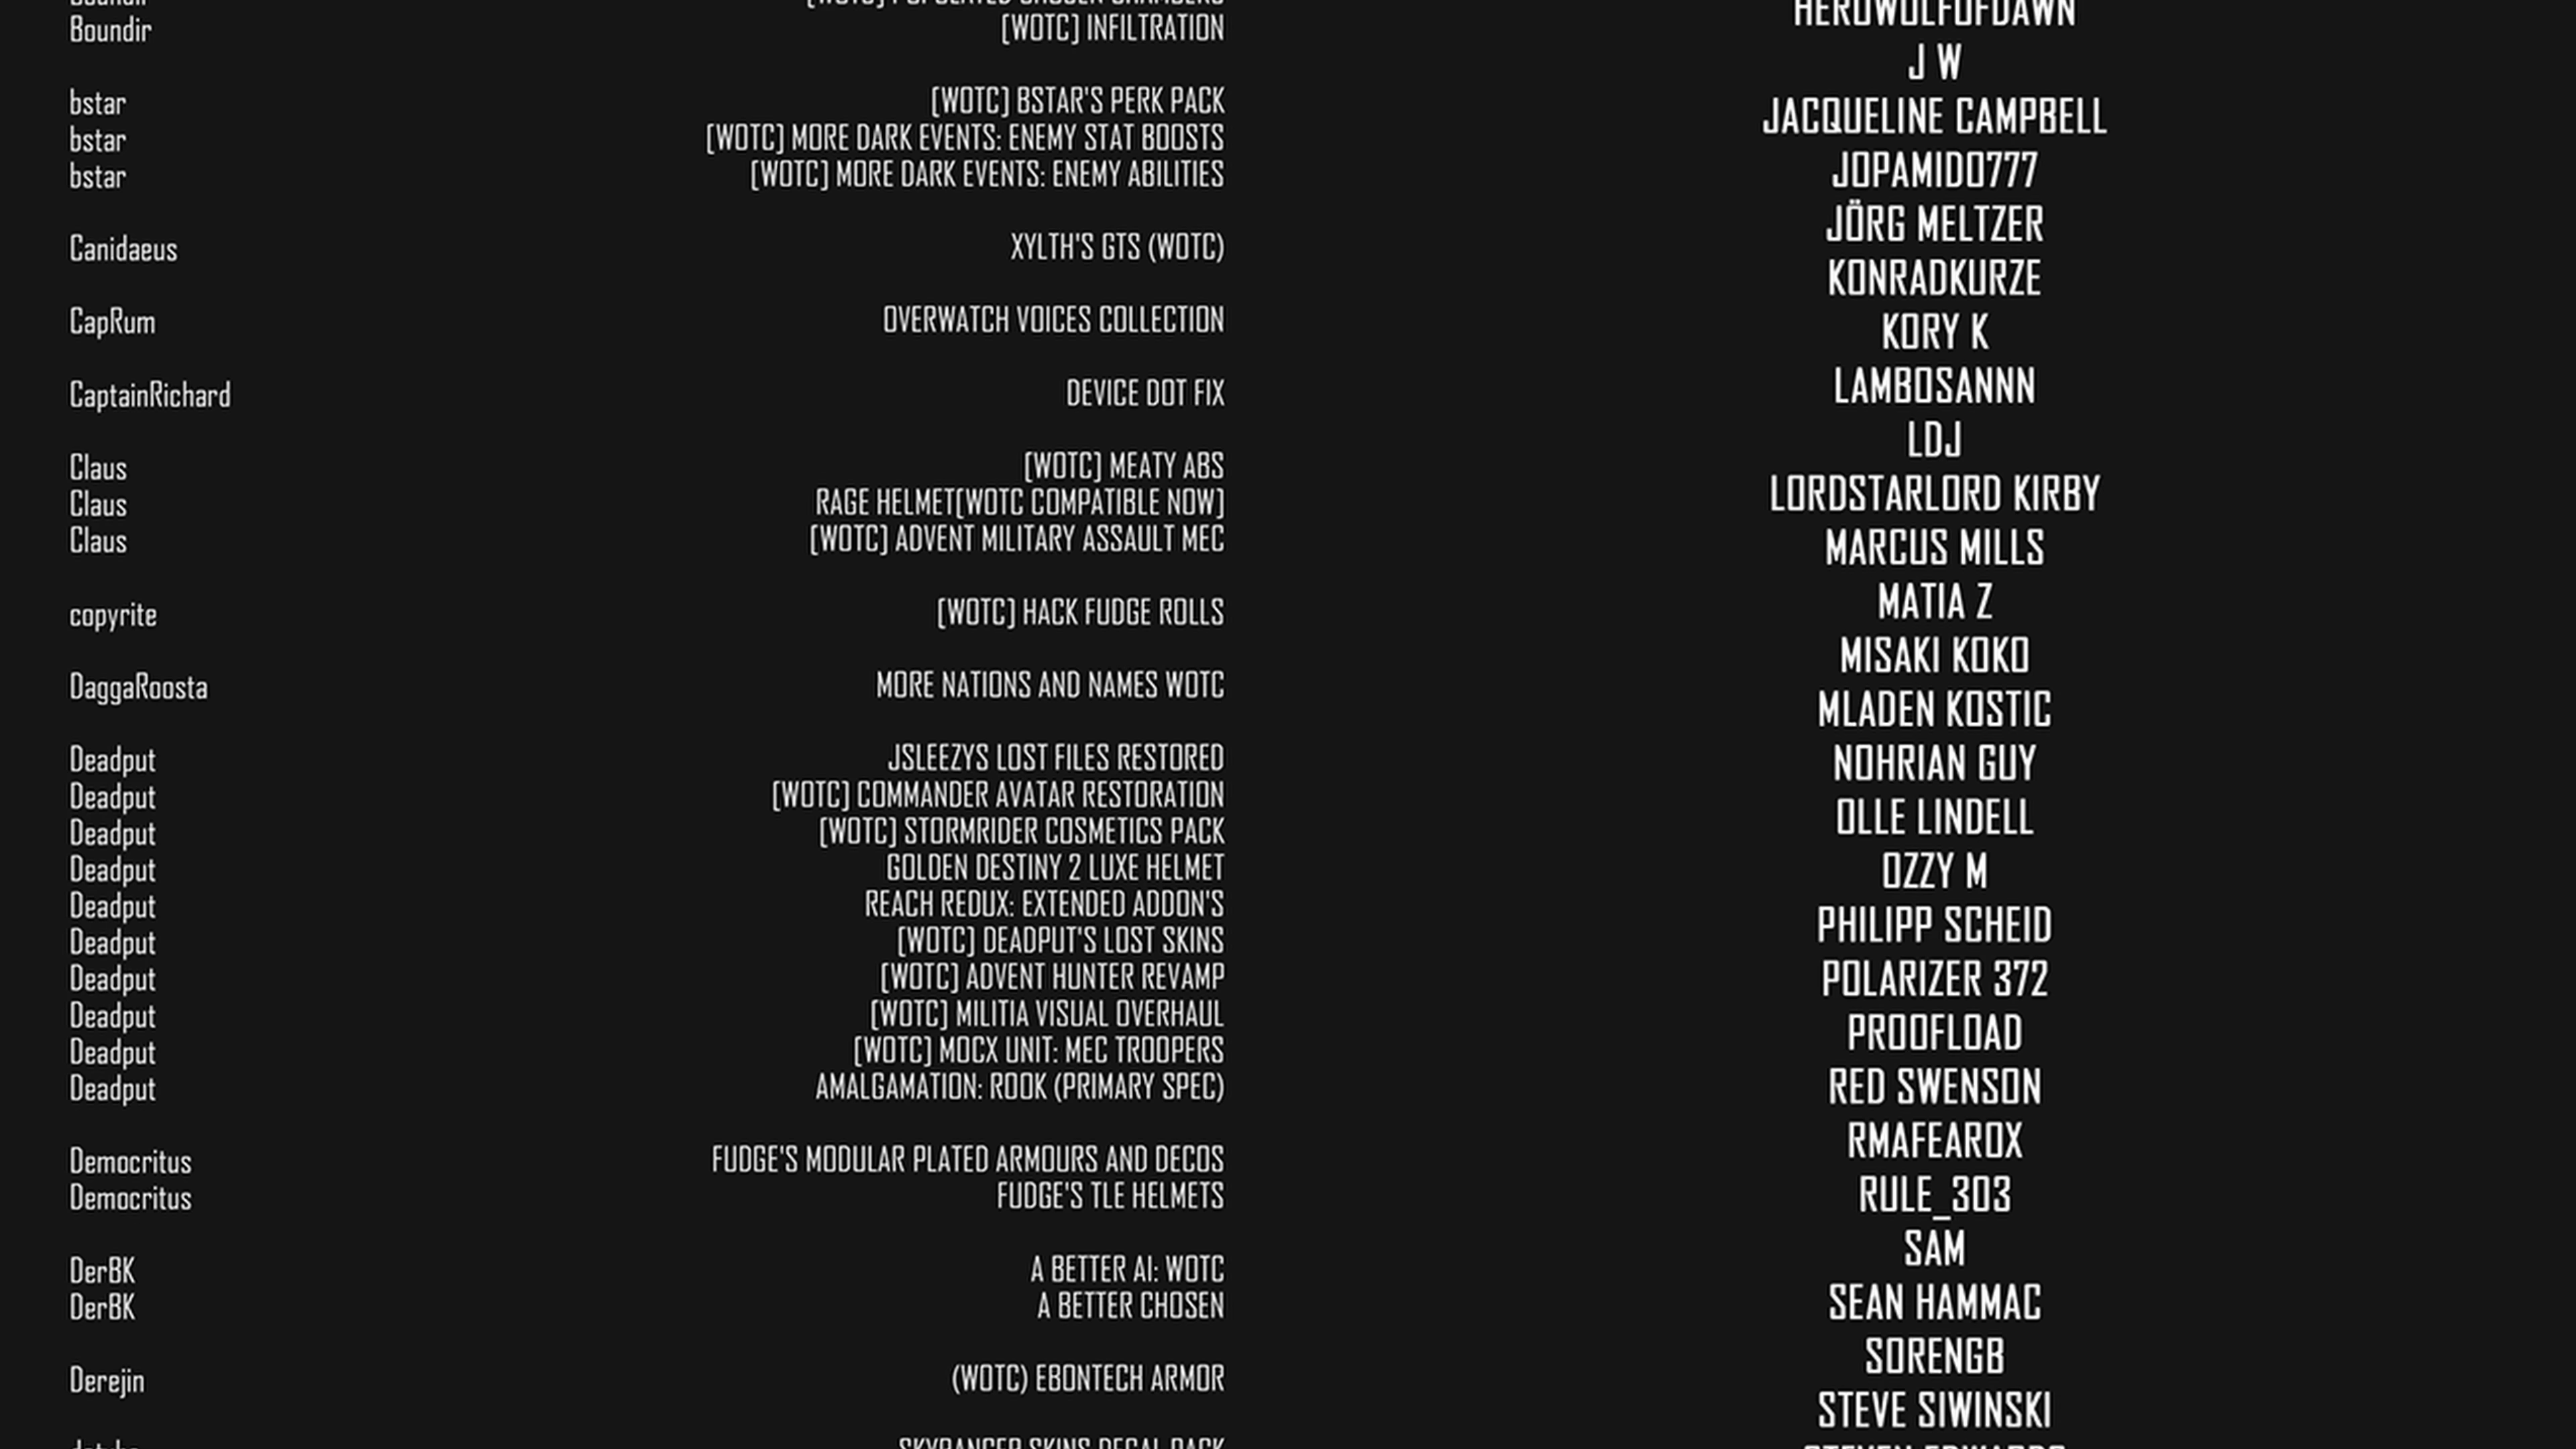 Boundir [WOTC] INFILTRATION
bstar [WOTC] BSTAR'S PERK PACK
bstar [WOTC] MORE DARK EVENTS: ENEMY STAT BOOSTS
bstar [WOTC] MORE DARK EVENTS: ENEMY ABILITIES
Canidaeus XYLTH'S GTS (WOTC)
CapRum OVERWATCH VOICES COLLECTION
CaptainRichard DEVICE DOT FIX
Claus [WOTC] MEATY ABS
Claus RAGE HELMET[WOTC COMPATIBLE NOW]
Claus [WOTC] ADVENT MILITARY ASSAULT MEC
copyrite [WOTC] HACK FUDGE ROLLS
DaggaRoosta MORE NATIONS AND NAMES WOTC
Deadput JSLEEZYS LOST FILES RESTORED
Deadput [WOTC] COMMANDER AVATAR RESTORATION
Deadput [WOTC] STORMRIDER COSMETICS PACK
Deadput GOLDEN DESTINY 2 LUXE HELMET
Deadput REACH REDUX: EXTENDED ADDON'S
Deadput [WOTC] DEADPUT'S LOST SKINS
Deadput [WOTC] ADVENT HUNTER REVAMP
Deadput [WOTC] MILITIA VISUAL OVERHAUL
Deadput [WOTC] MOCX UNIT: MEC TROOPERS
Deadput AMALGAMATION: ROOK (PRIMARY SPEC)
Democritus FUDGE'S MODULAR PLATED ARMOURS AND DECOS
Democritus FUDGE'S TLE HELMETS
DerBK A BETTER AI: WOTC
DerBK A BETTER CHOSEN
Derejin (WOTC) EBONTECH ARMOR
SKYRANGER SKINS DECAL PACK
HEROWOLFOFDAWN
J W
JACQUELINE CAMPBELL
JOPAMIDO777
JÖRG MELTZER
KONRADKURZE
KORY K
LAMBOSANNN
LDJ
LORDSTARLORD KIRBY
MARCUS MILLS
MATIA Z
MISAKI KOKO
MLADEN KOSTIC
NOHRIAN GUY
OLLE LINDELL
OZZY M
PHILIPP SCHEID
POLARIZER 372
PROOFLOAD
RED SWENSON
RMAFEAROX
RULE_303
SAM
SEAN HAMMAC
SORENGB
STEVE SIWINSKI